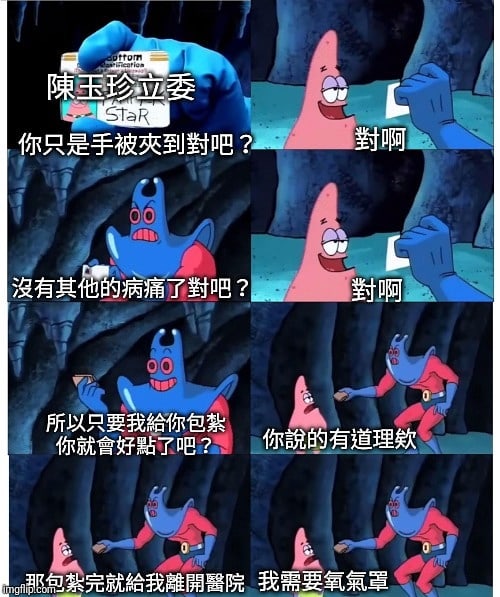 Bottom
Identification
陳玉珍立委
StaR
你只是手被夾到對吧？
對啊
沒有其他的病痛了對吧？
對啊
所以只要我給你包紮
你就會好點了吧？
你說的有道理欸
那包紮完就給我離開醫院
我需要氧氣罩
imgflip.com